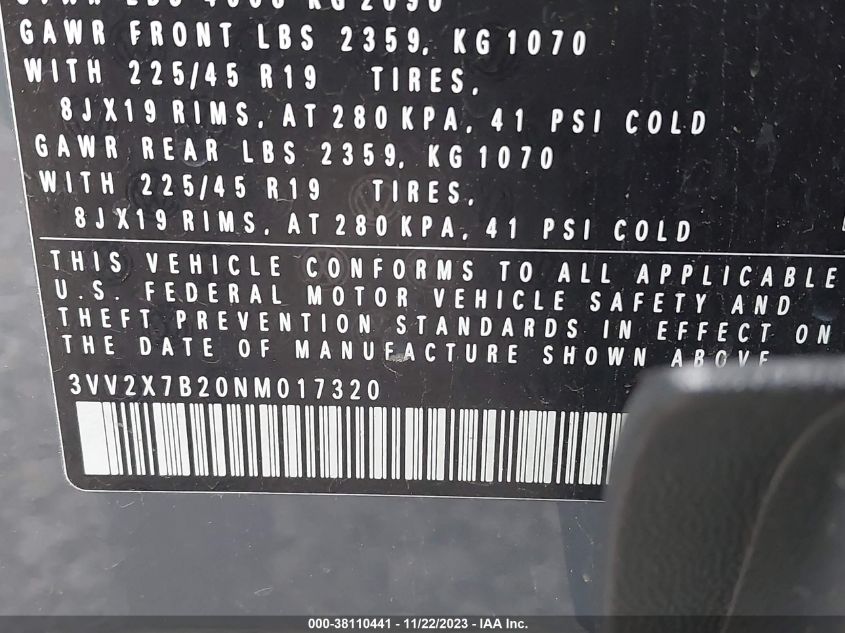 GAWR FRONT LBS 2359, KG 1070
WITH 225/45 R19 TIRES,
8JX19 RIMS, AT 280 KPA, 41 PSI COLD
GAWR REAR LBS 2359, KG 1070
WITH 225/45 R19 TIRES,
8JX19 RIMS, AT 280 KPA, 41 PSI COLD
THIS VEHICLE CONFORMS TO ALL APPLICABLE
U.S. FEDERAL MOTOR VEHICLE SAFETY AND
THEFT PREVENTION STANDARDS IN EFFECT ON
THE DATE OF MANUFACTURE SHOWN ABOVE
3VV2X7B20NM017320
000-38110441 - 11/22/2023 - IAA Inc.